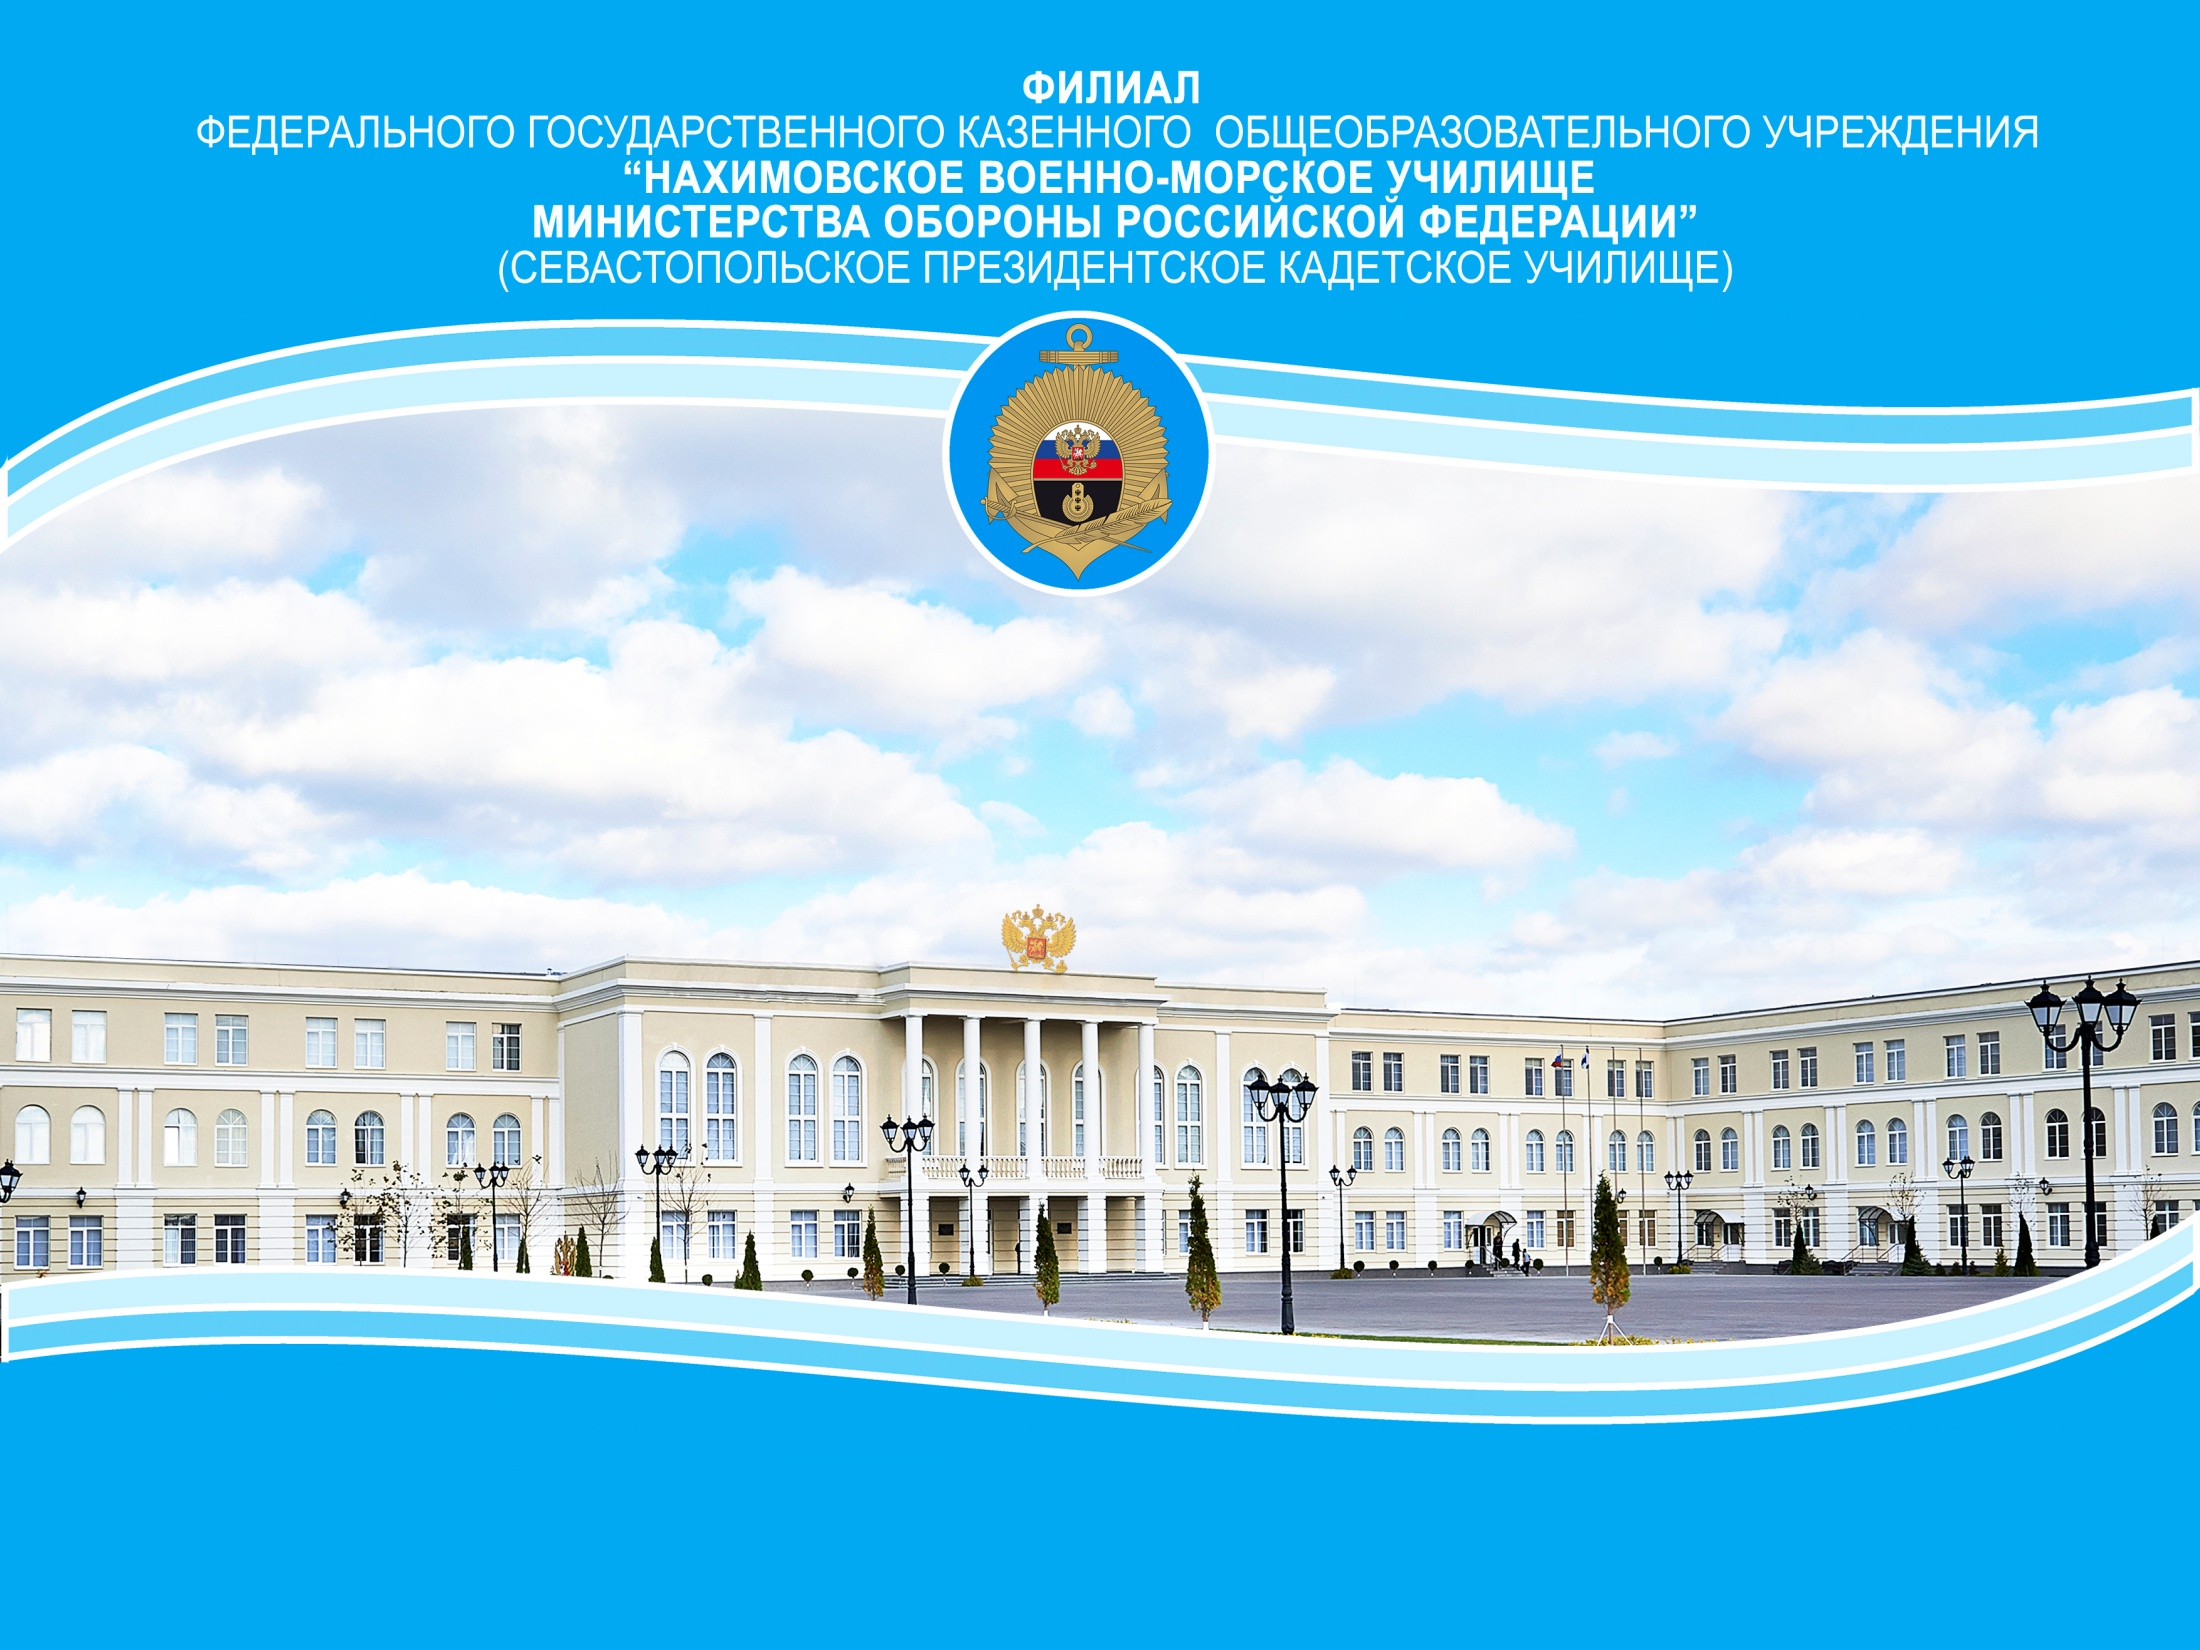 ФИЛИАЛ
ФЕДЕРАЛЬНОГО ГОСУДАРСТВЕННОГО КАЗЕННОГО ОБЩЕОБРАЗОВАТЕЛЬНОГО УЧРЕЖДЕНИЯ
“НАХИМОВСКОЕ ВОЕННО-МОРСКОЕ УЧИЛИЩЕ
МИНИСТЕРСТВА ОБОРОНЫ РОССИЙСКОЙ ФЕДЕРАЦИИ”
(СЕВАСТОПОЛЬСКОЕ ПРЕЗИДЕНТСКОЕ КАДЕТСКОЕ УЧИЛИЩЕ)